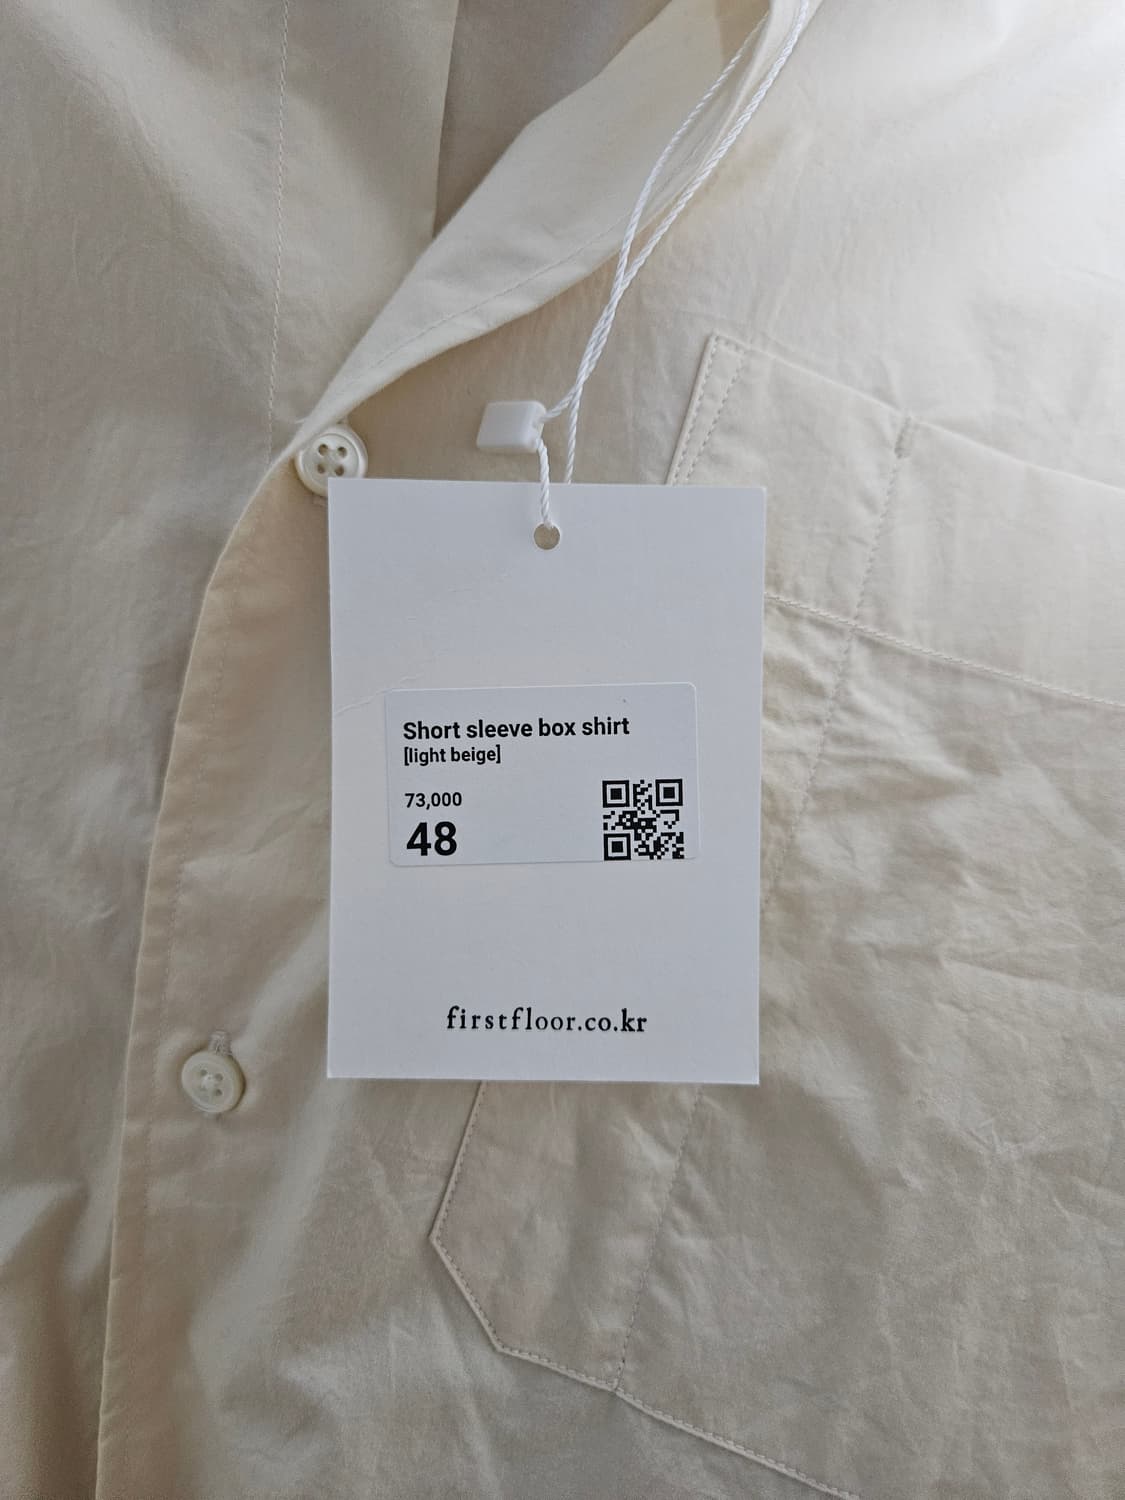 Short sleeve box shirt
[light beige]
73,000
48
firstfloor.co.kr